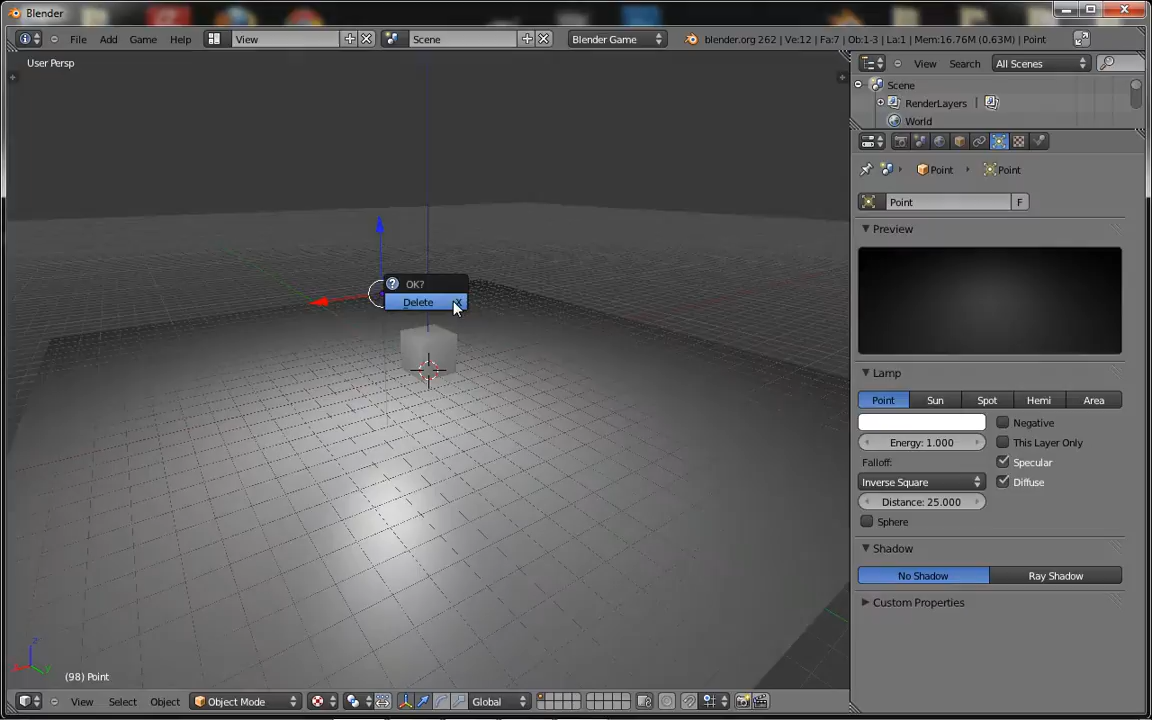 Blender
File Add Game Help View Scene Blender Game blender.org 262 | Ve:12 | Fa:7 | Ob:1-3 | La:1 | Mem:16.76M (0.63M) | Point
User Persp
View Search All Scenes
Scene
RenderLayers |
World
Point Point
Point F
Preview
OK?
Delete X
Lamp
Point Sun Spot Hemi Area
Negative
Energy: 1.000 This Layer Only
Falloff: Specular
Inverse Square Diffuse
Distance: 25.000
Sphere
Shadow
No Shadow Ray Shadow
Custom Properties
z
x y
(98) Point
View Select Object Object Mode Global